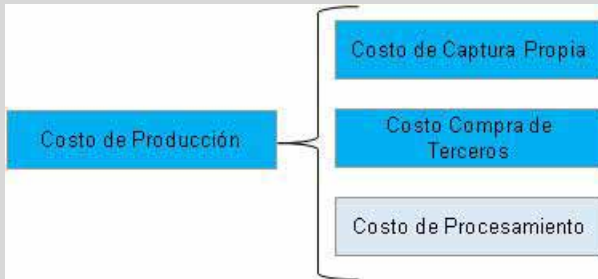 Costo de Captura Propia
Costo de Producción
Costo Compra de
Terceros
Costo de Procesamiento